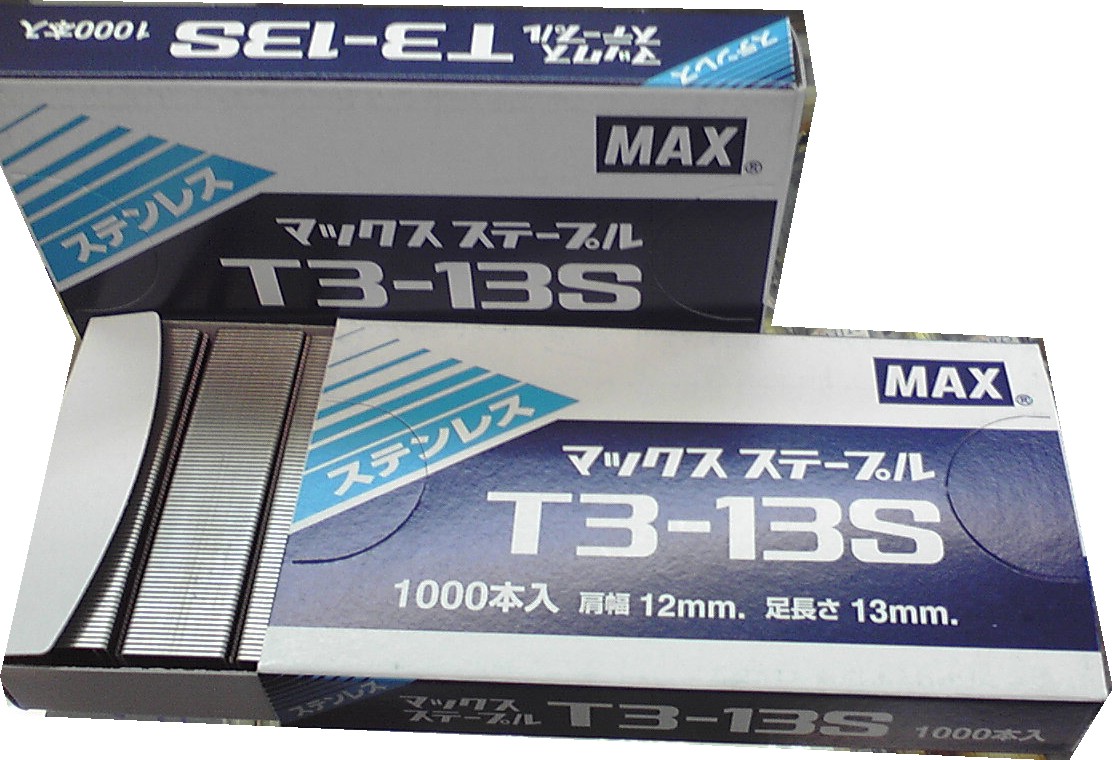 マックス
ステープル T3-13S 1000本入
ステンレス
MAX®
ステンレス
マックス ステープル
T3-13S
MAX®
ステンレス
マックス ステープル
T3-13S
1000本入 肩幅 12mm. 足長さ 13mm.
ステンレス
マックス
ステープル T3-13S 1000本入